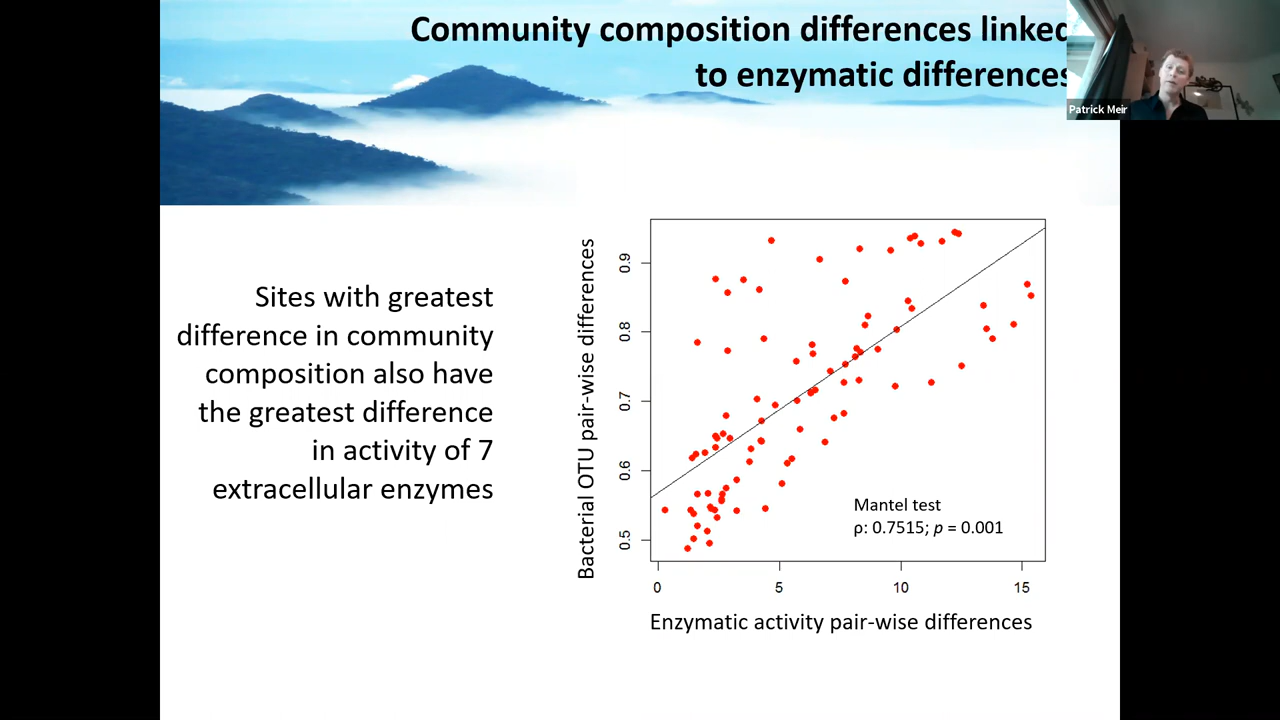 Community composition differences linked
to enzymatic differences
Patrick Meir
Sites with greatest
difference in community
composition also have
the greatest difference
in activity of 7
extracellular enzymes
Bacterial OTU pair-wise differences
0.9
0.8
0.7
0.6
0.5
Mantel test
ρ: 0.7515; p = 0.001
0 5 10 15
Enzymatic activity pair-wise differences